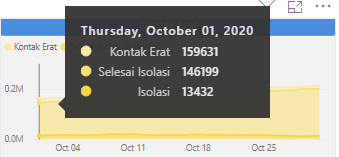 Thursday, October 01, 2020
Kontak Erat
Kontak Erat 159631
Selesai Isolasi 146199
Isolasi 13432
0.2M
0.0M
Oct 04 Oct 11 Oct 18 Oct 25